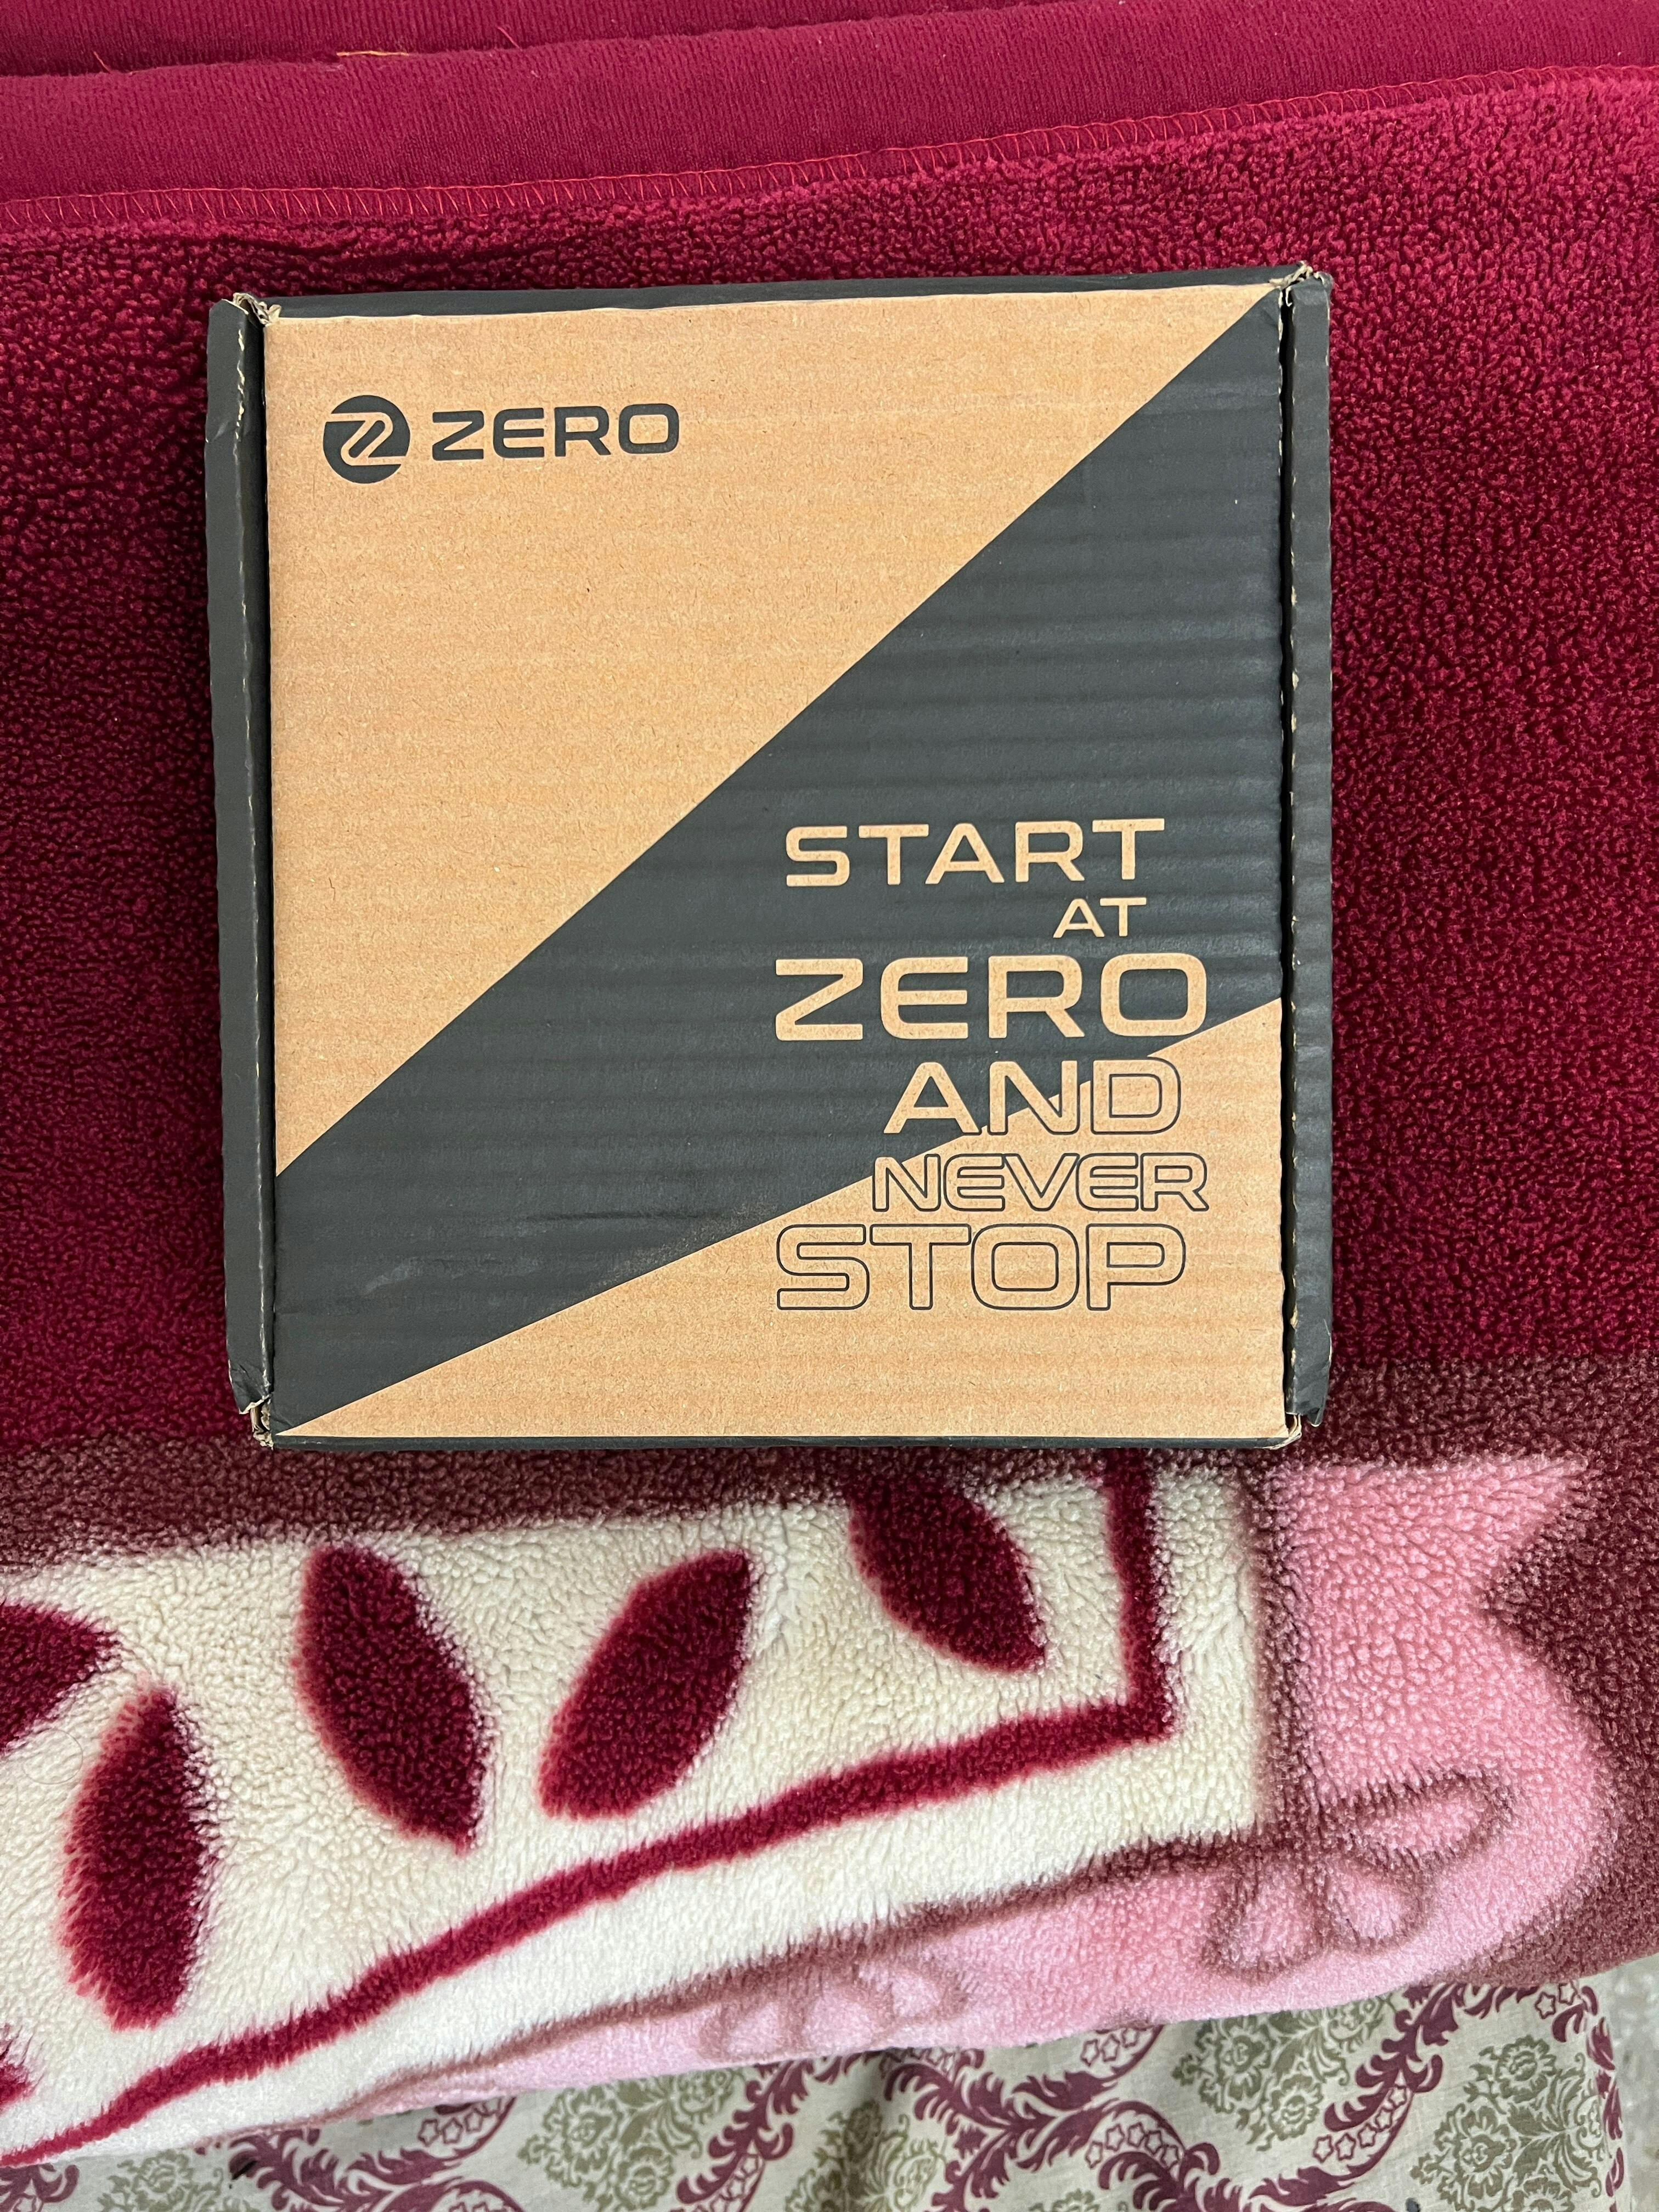 ZERO
START
AT
ZERO
AND
NEVER
STOP